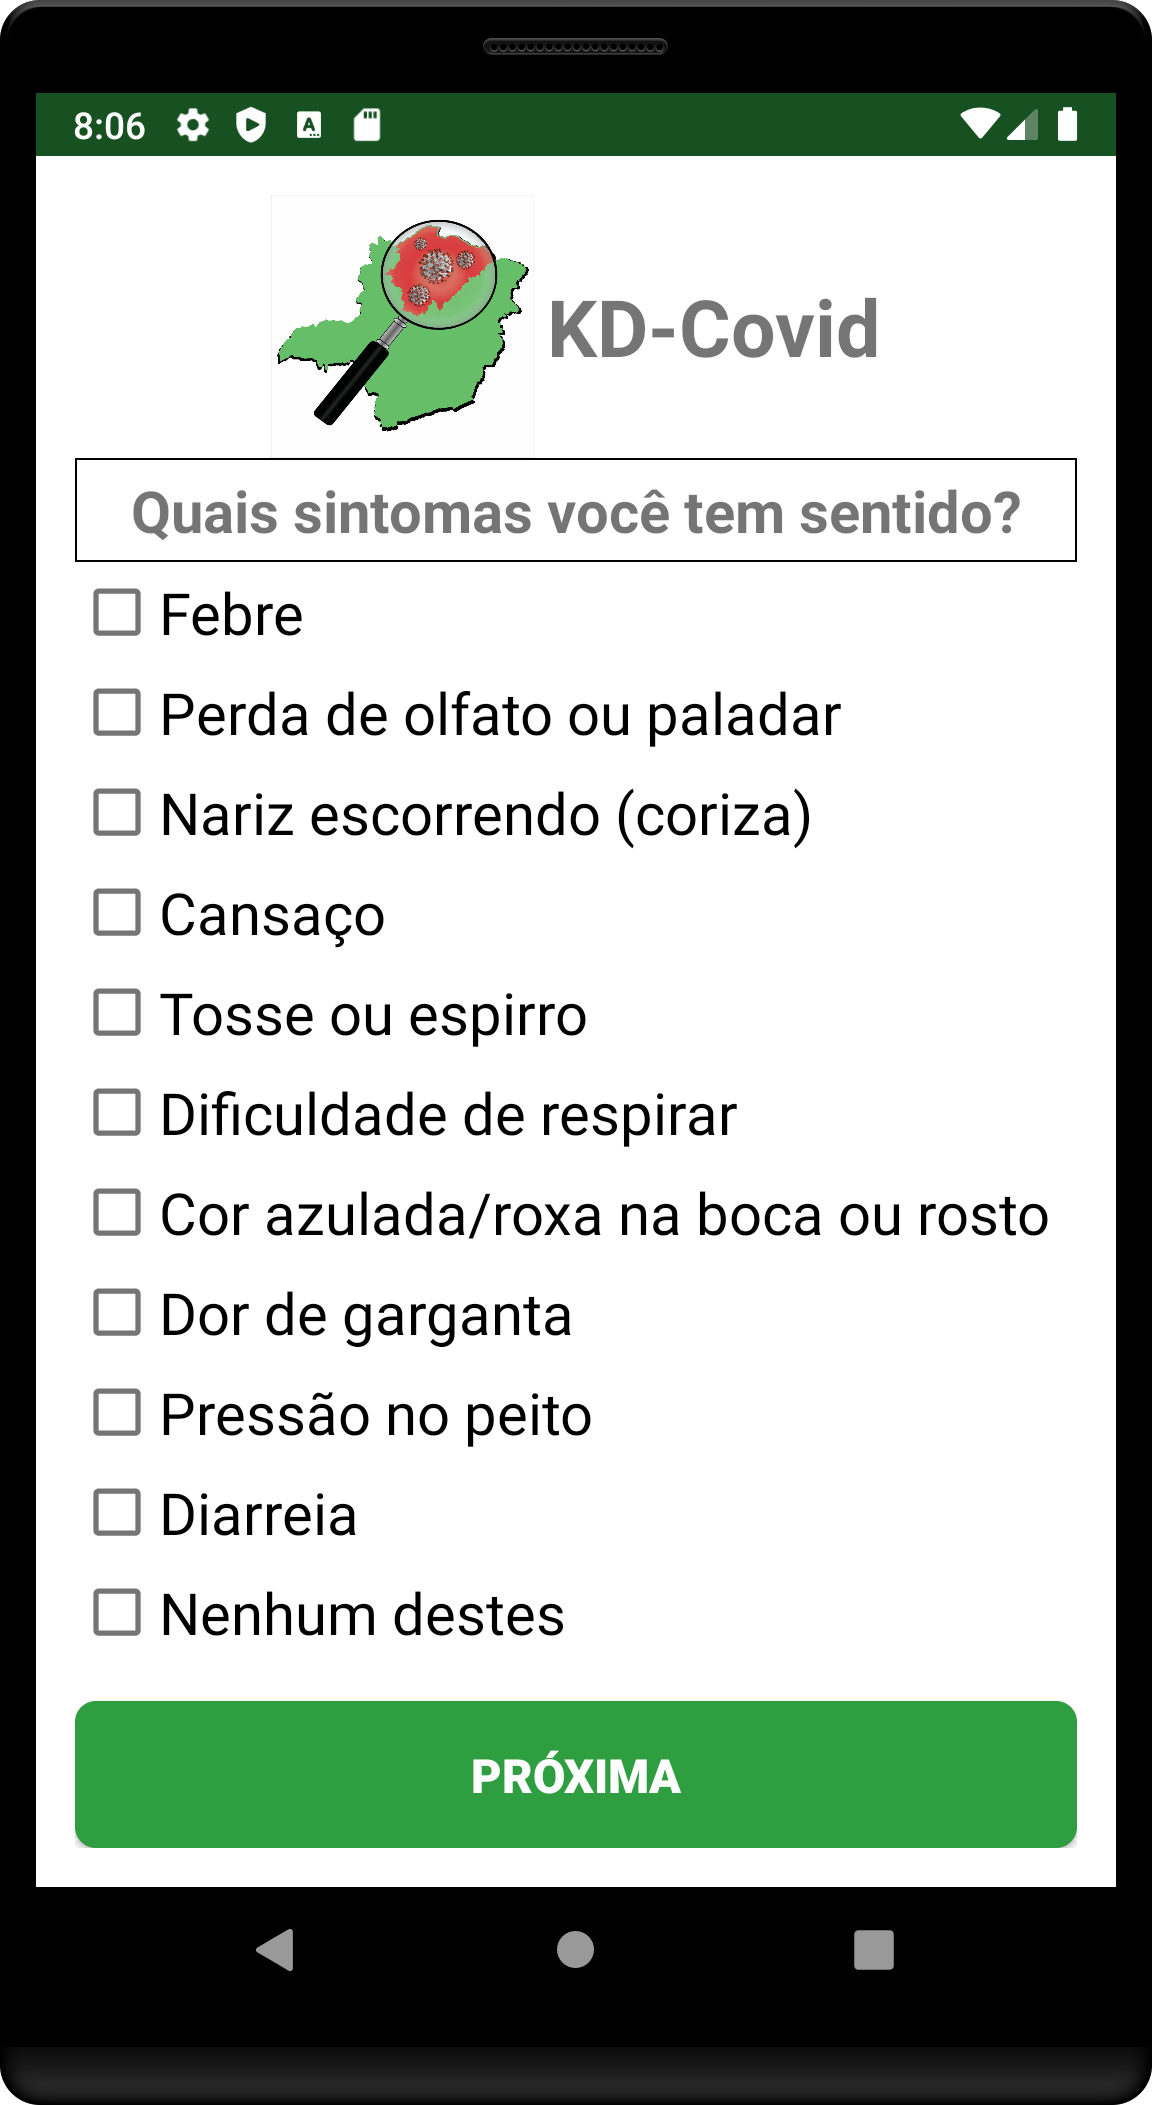 8:06
KD-Covid
Quais sintomas você tem sentido?
Febre
Perda de olfato ou paladar
Nariz escorrendo (coriza)
Cansaço
Tosse ou espirro
Dificuldade de respirar
Cor azulada/roxa na boca ou rosto
Dor de garganta
Pressão no peito
Diarreia
Nenhum destes
PRÓXIMA